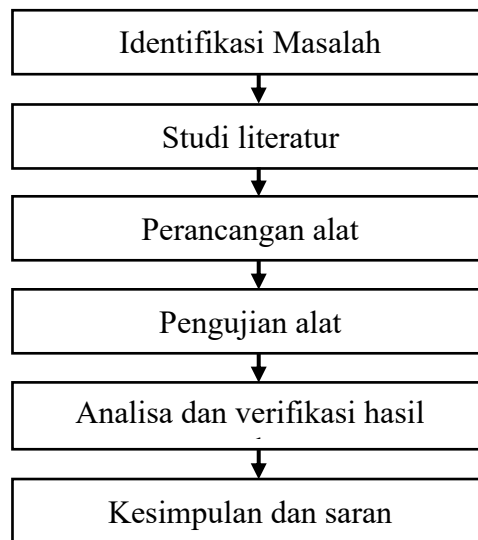 Identifikasi Masalah
Studi literatur
Perancangan alat
Pengujian alat
Analisa dan verifikasi hasil
Kesimpulan dan saran